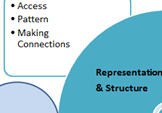 • Access
• Pattern
• Making
Connections
Representation
& Structure